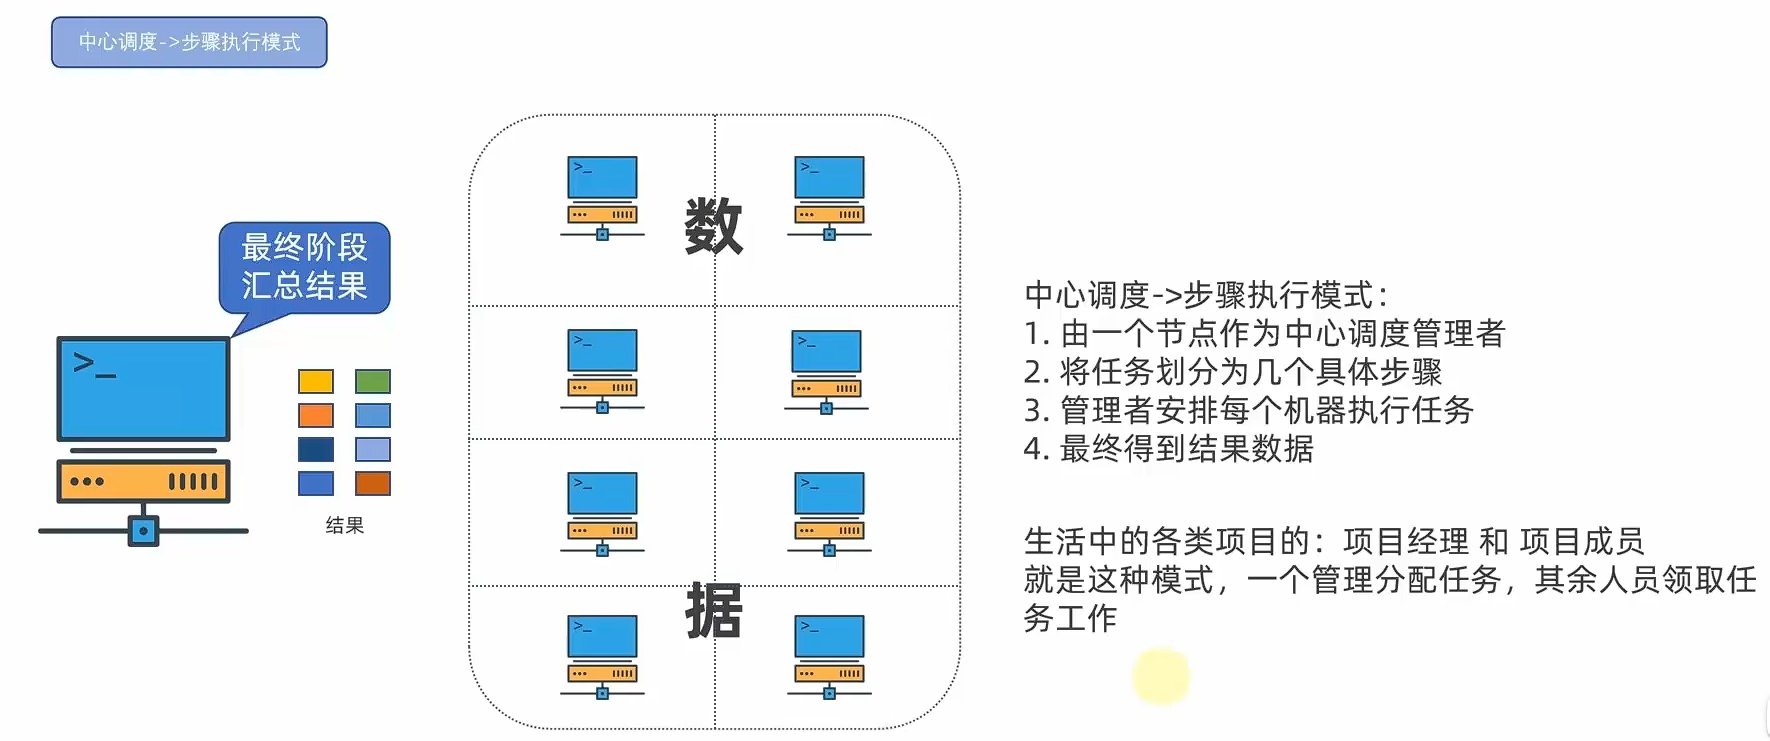 中心调度->步骤执行模式
最终阶段
汇总结果
>_
结果
>_
>_
数
>_
>_
>_
>_
据
>_
>_
中心调度->步骤执行模式：
1. 由一个节点作为中心调度管理者
2. 将任务划分为几个具体步骤
3. 管理者安排每个机器执行任务
4. 最终得到结果数据
生活中的各类项目的：项目经理 和 项目成员
就是这种模式，一个管理分配任务，其余人员领取任
务工作